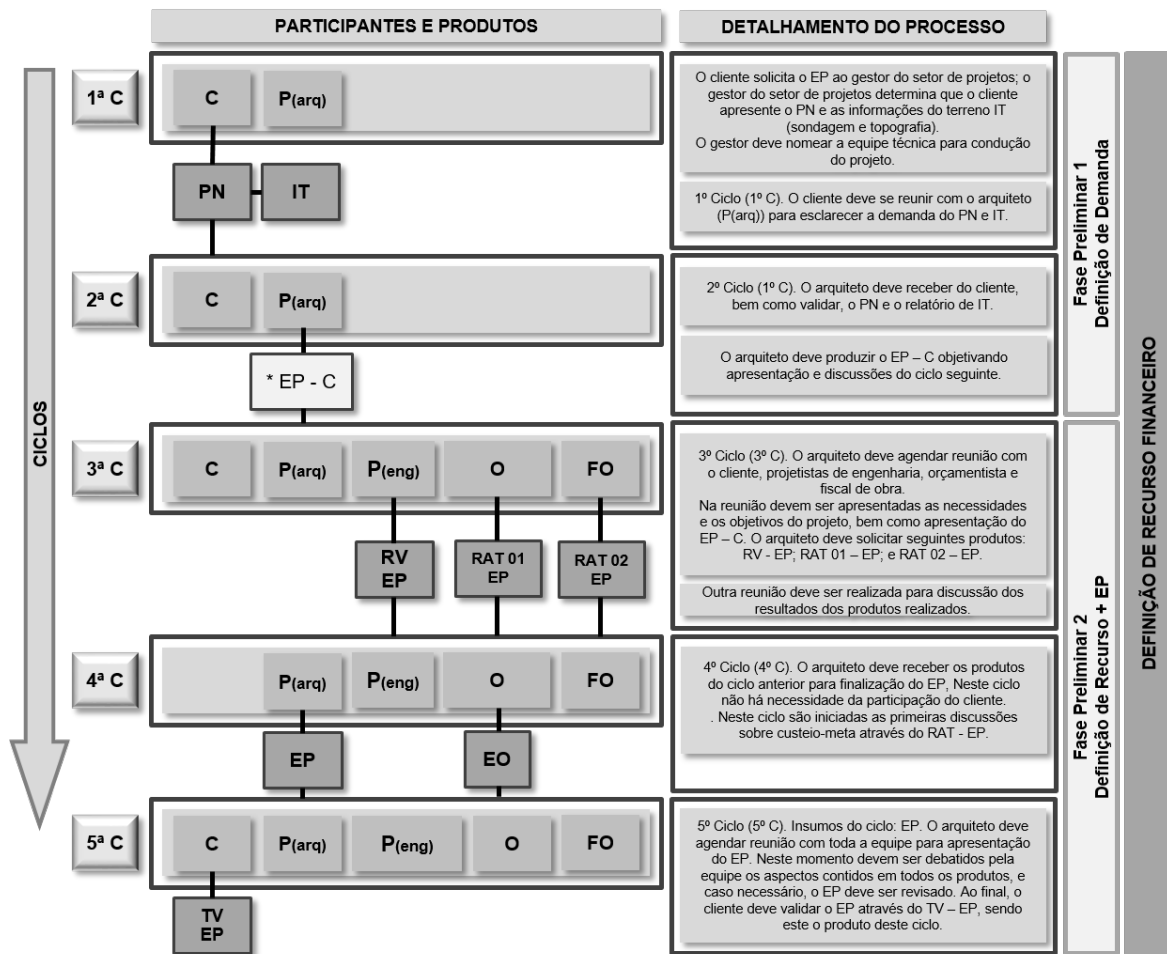 PARTICIPANTES E PRODUTOS
DETALHAMENTO DO PROCESSO
CICLOS
1ª C
C
P(arq)
PN
IT
O cliente solicita o EP ao gestor do setor de projetos; o
gestor do setor de projetos determina que o cliente
apresente o PN e as informações do terreno IT
(sondagem e topografia).
O gestor deve nomear a equipe técnica para condução
do projeto.
1º Ciclo (1º C). O cliente deve se reunir com o arquiteto
(P(arq)) para esclarecer a demanda do PN e IT.
2ª C
C
P(arq)
* EP - C
2º Ciclo (1º C). O arquiteto deve receber do cliente,
bem como validar, o PN e o relatório de IT.
O arquiteto deve produzir o EP – C objetivando
apresentação e discussões do ciclo seguinte.
Fase Preliminar 1
Definição de Demanda
3ª C
C
P(arq)
P(eng)
O
FO
RV
EP
RAT 01
EP
RAT 02
EP
3º Ciclo (3º C). O arquiteto deve agendar reunião com
o cliente, projetistas de engenharia, orçamentista e
fiscal de obra.
Na reunião devem ser apresentadas as necessidades
e os objetivos do projeto, bem como apresentação do
EP – C. O arquiteto deve solicitar seguintes produtos:
RV - EP; RAT 01 – EP; e RAT 02 – EP.
Outra reunião deve ser realizada para discussão dos
resultados dos produtos realizados.
4ª C
P(arq)
P(eng)
O
FO
EP
EO
4º Ciclo (4º C). O arquiteto deve receber os produtos
do ciclo anterior para finalização do EP, Neste ciclo
não há necessidade da participação do cliente.
. Neste ciclo são iniciadas as primeiras discussões
sobre custeio-meta através do RAT - EP.
5ª C
C
P(arq)
P(eng)
O
FO
TV
EP
5º Ciclo (5º C). Insumos do ciclo: EP. O arquiteto deve
agendar reunião com toda a equipe para apresentação
do EP. Neste momento devem ser debatidos pela
equipe os aspectos contidos em todos os produtos, e
caso necessário, o EP deve ser revisado. Ao final, o
cliente deve validar o EP através do TV – EP, sendo
este o produto deste ciclo.
Fase Preliminar 2
Definição de Recurso + EP
DEFINIÇÃO DE RECURSO FINANCEIRO